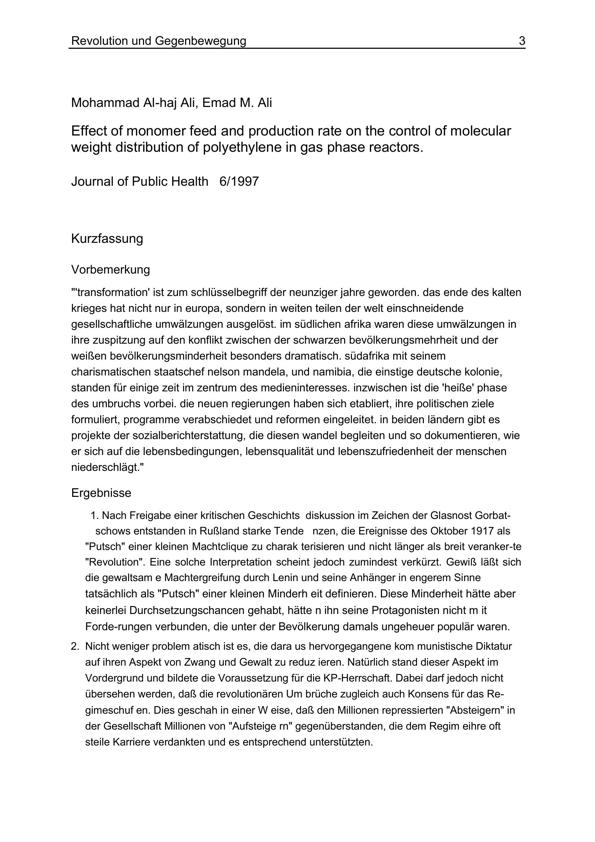 Revolution und Gegenbewegung 3
Mohammad Al-haj Ali, Emad M. Ali
Effect of monomer feed and production rate on the control of molecular
weight distribution of polyethylene in gas phase reactors.
Journal of Public Health 6/1997
Kurzfassung
Vorbemerkung
"'transformation' ist zum schlüsselbegriff der neunziger jahre geworden. das ende des kalten
krieges hat nicht nur in europa, sondern in weiten teilen der welt einschneidende
gesellschaftliche umwälzungen ausgelöst. im südlichen afrika waren diese umwälzungen in
ihre zuspitzung auf den konflikt zwischen der schwarzen bevölkerungsmehrheit und der
weißen bevölkerungsminderheit besonders dramatisch. südafrika mit seinem
charismatischen staatschef nelson mandela, und namibia, die einstige deutsche kolonie,
standen für einige zeit im zentrum des medieninteresses. inzwischen ist die 'heiße' phase
des umbruchs vorbei. die neuen regierungen haben sich etabliert, ihre politischen ziele
formuliert, programme verabschiedet und reformen eingeleitet. in beiden ländern gibt es
projekte der sozialberichterstattung, die diesen wandel begleiten und so dokumentieren, wie
er sich auf die lebensbedingungen, lebensqualität und lebenszufriedenheit der menschen
niederschlägt."
Ergebnisse
1. Nach Freigabe einer kritischen Geschichts diskussion im Zeichen der Glasnost Gorbat-
schows entstanden in Rußland starke Tende nzen, die Ereignisse des Oktober 1917 als
"Putsch" einer kleinen Machtclique zu charak terisieren und nicht länger als breit veranker-te
"Revolution". Eine solche Interpretation scheint jedoch zumindest verkürzt. Gewiß läßt sich
die gewaltsam e Machtergreifung durch Lenin und seine Anhänger in engerem Sinne
tatsächlich als "Putsch" einer kleinen Minderh eit definieren. Diese Minderheit hätte aber
keinerlei Durchsetzungschancen gehabt, hätte n ihn seine Protagonisten nicht m it
Forde-rungen verbunden, die unter der Bevölkerung damals ungeheuer populär waren.
2. Nicht weniger problem atisch ist es, die dara us hervorgegangene kom munistische Diktatur
auf ihren Aspekt von Zwang und Gewalt zu reduz ieren. Natürlich stand dieser Aspekt im
Vordergrund und bildete die Voraussetzung für die KP-Herrschaft. Dabei darf jedoch nicht
übersehen werden, daß die revolutionären Um brüche zugleich auch Konsens für das Re-
gimeschuf en. Dies geschah in einer W eise, daß den Millionen repressierten "Absteigern" in
der Gesellschaft Millionen von "Aufsteige rn" gegenüberstanden, die dem Regim eihre oft
steile Karriere verdankten und es entsprechend unterstützten.